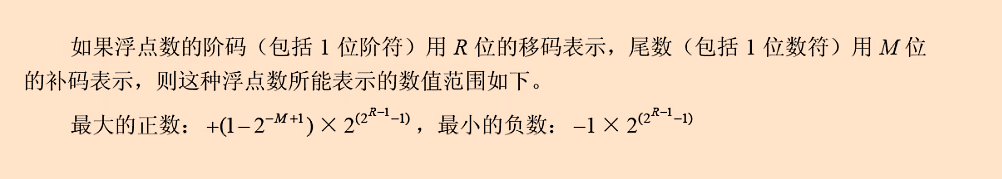 如果浮点数的阶码（包括 1 位阶符）用 R 位的移码表示，尾数（包括 1 位数符）用 M 位
的补码表示，则这种浮点数所能表示的数值范围如下。
最大的正数：+(1–2^{–M+1}) × 2^{(2^{R–1}–1)}，最小的负数：–1 × 2^{(2^{R–1}–1)}